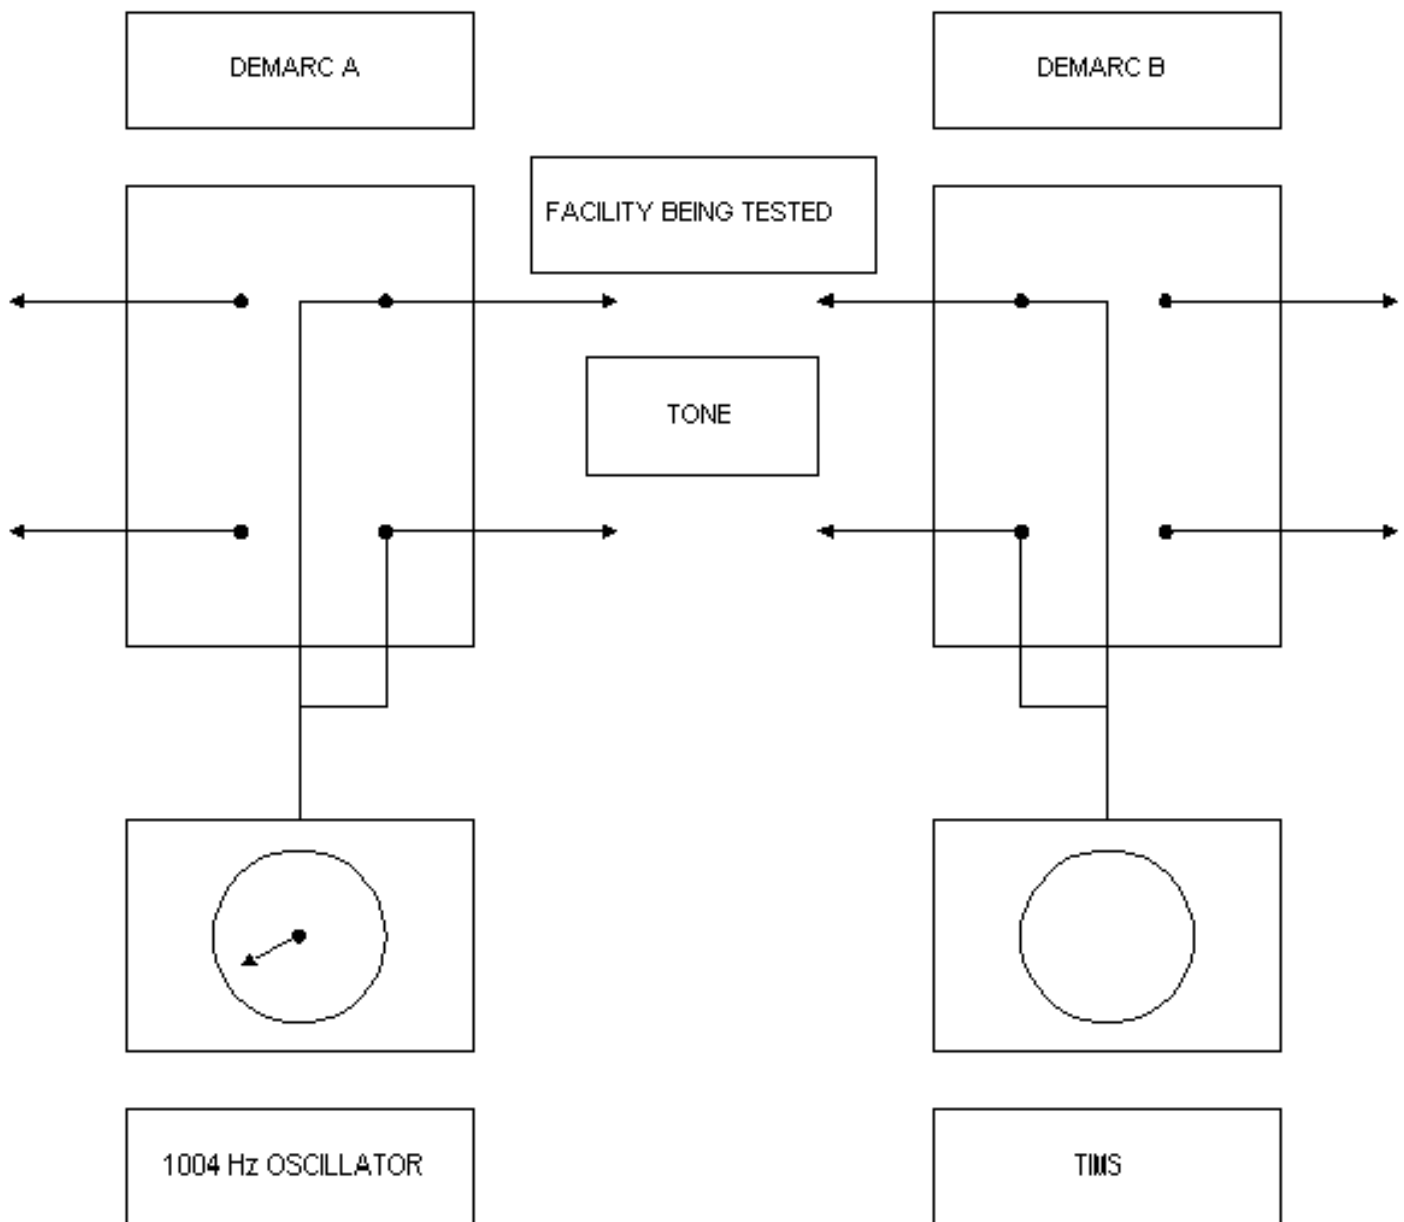 DEMARC A
DEMARC B
FACILITY BEING TESTED
TONE
1004 Hz OSCILLATOR
TIMS